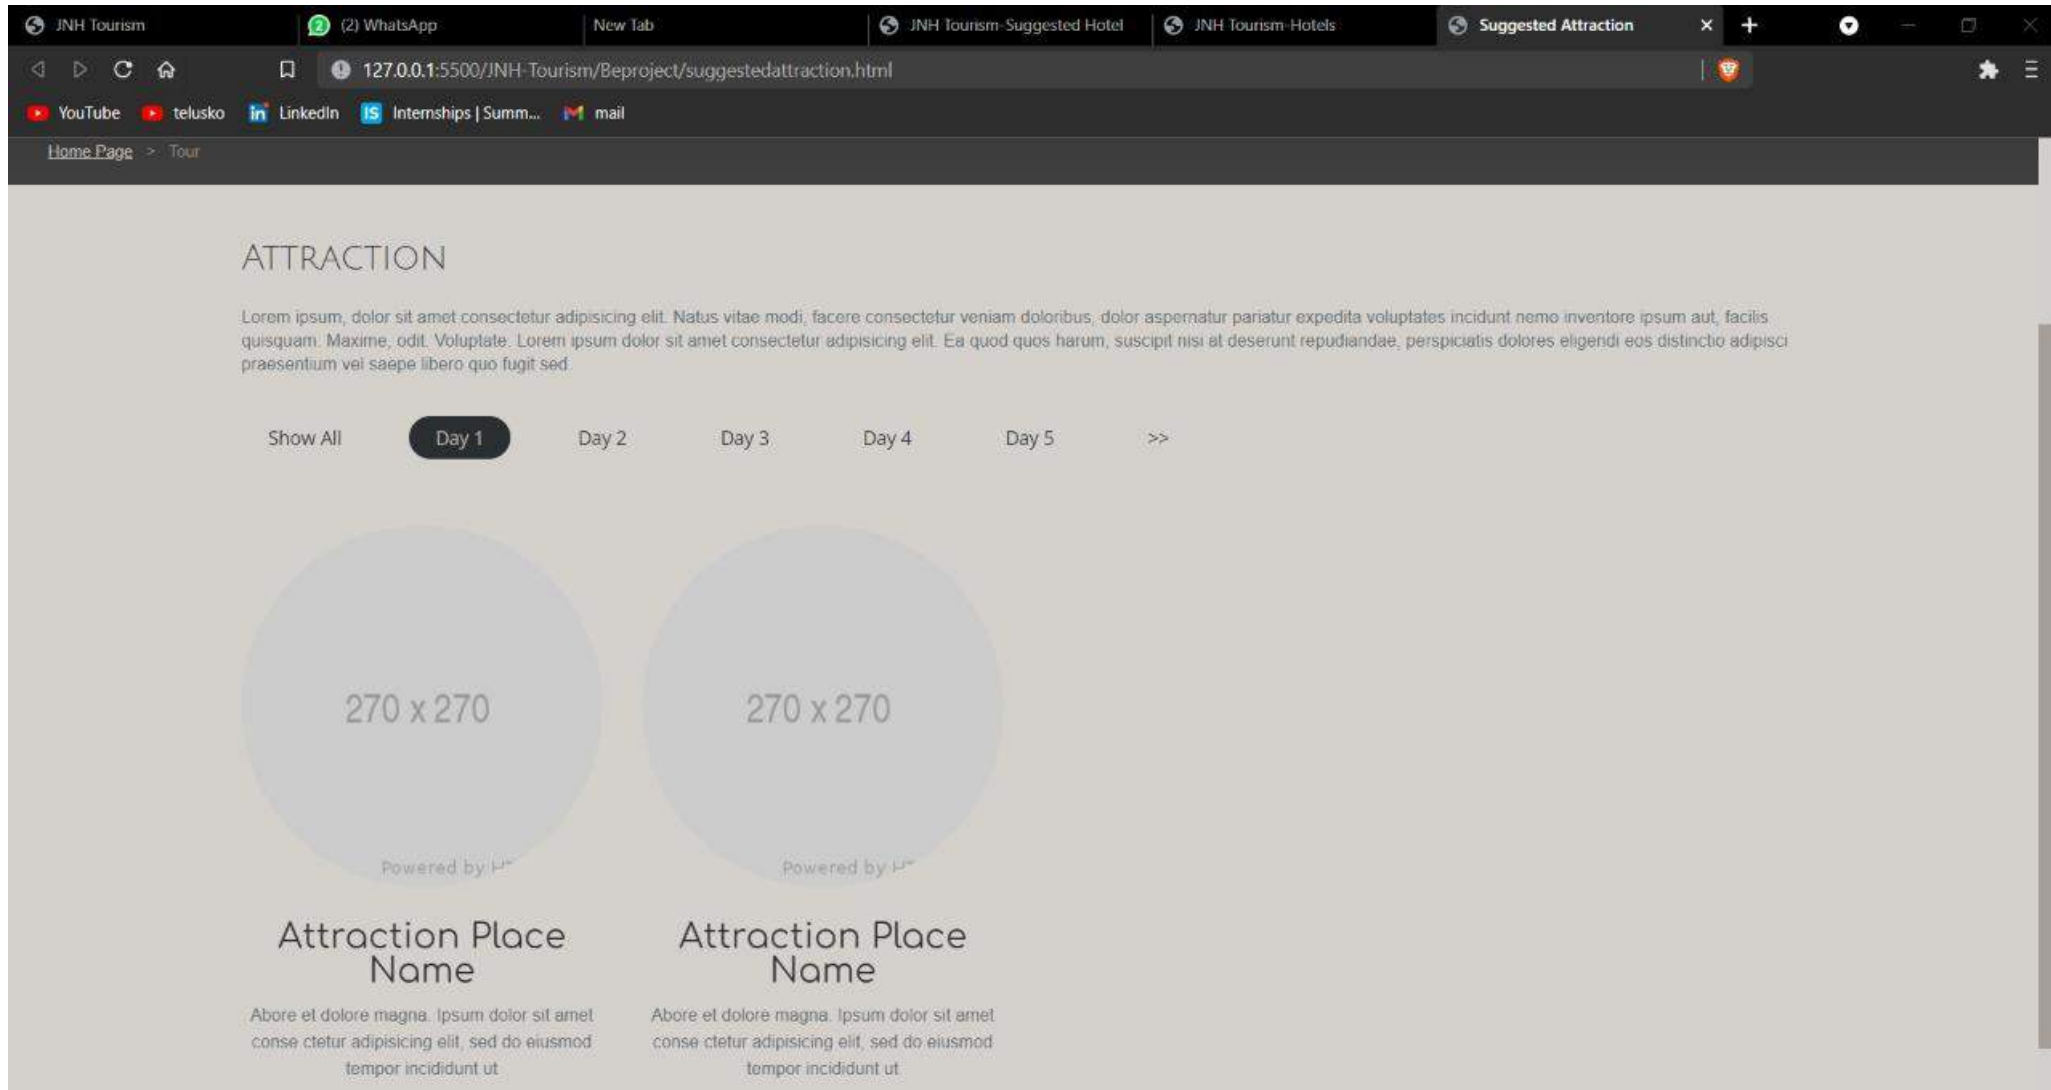 JNH Tourism (2) WhatsApp New Tab JNH Tourism-Suggested Hotel JNH Tourism-Hotels Suggested Attraction
127.0.0.1:5500/JNH-Tourism/Beproject/suggestedattraction.html
YouTube telusko in LinkedIn IS Internships | Summ... mail
Home Page > Tour
ATTRACTION
Lorem ipsum, dolor sit amet consectetur adipisicing elit. Natus vitae modi, facere consectetur veniam doloribus, dolor aspernatur pariatur expedita voluptates incidunt nemo inventore ipsum aut, facilis
quisquam. Maxime, odit. Voluptate. Lorem ipsum dolor sit amet consectetur adipisicing elit. Ea quod quos harum, suscipit nisi at deserunt repudiandae, perspiciatis dolores eligendi eos distinctio adipisci
praesentium vel saepe libero quo fugit sed.
Show All Day 1 Day 2 Day 3 Day 4 Day 5 >>
270 x 270 270 x 270
Powered by Powered by
Attraction Place Attraction Place
Name Name
Abore et dolore magna. Ipsum dolor sit amet Abore et dolore magna. Ipsum dolor sit amet
conse ctetur adipisicing elit, sed do eiusmod conse ctetur adipisicing elit, sed do eiusmod
tempor incididunt ut tempor incididunt ut